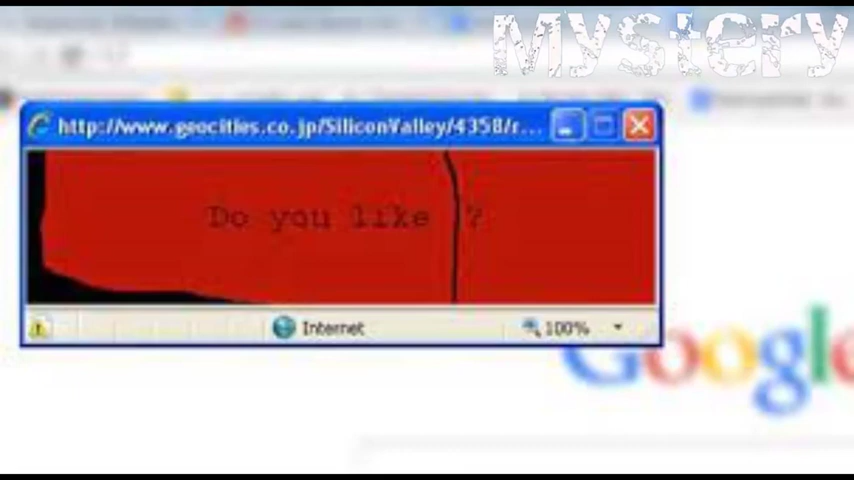 Mystery
http://www.geocities.co.jp/SiliconValley/4358/r...
Do you like | ?
Internet
100%
Google